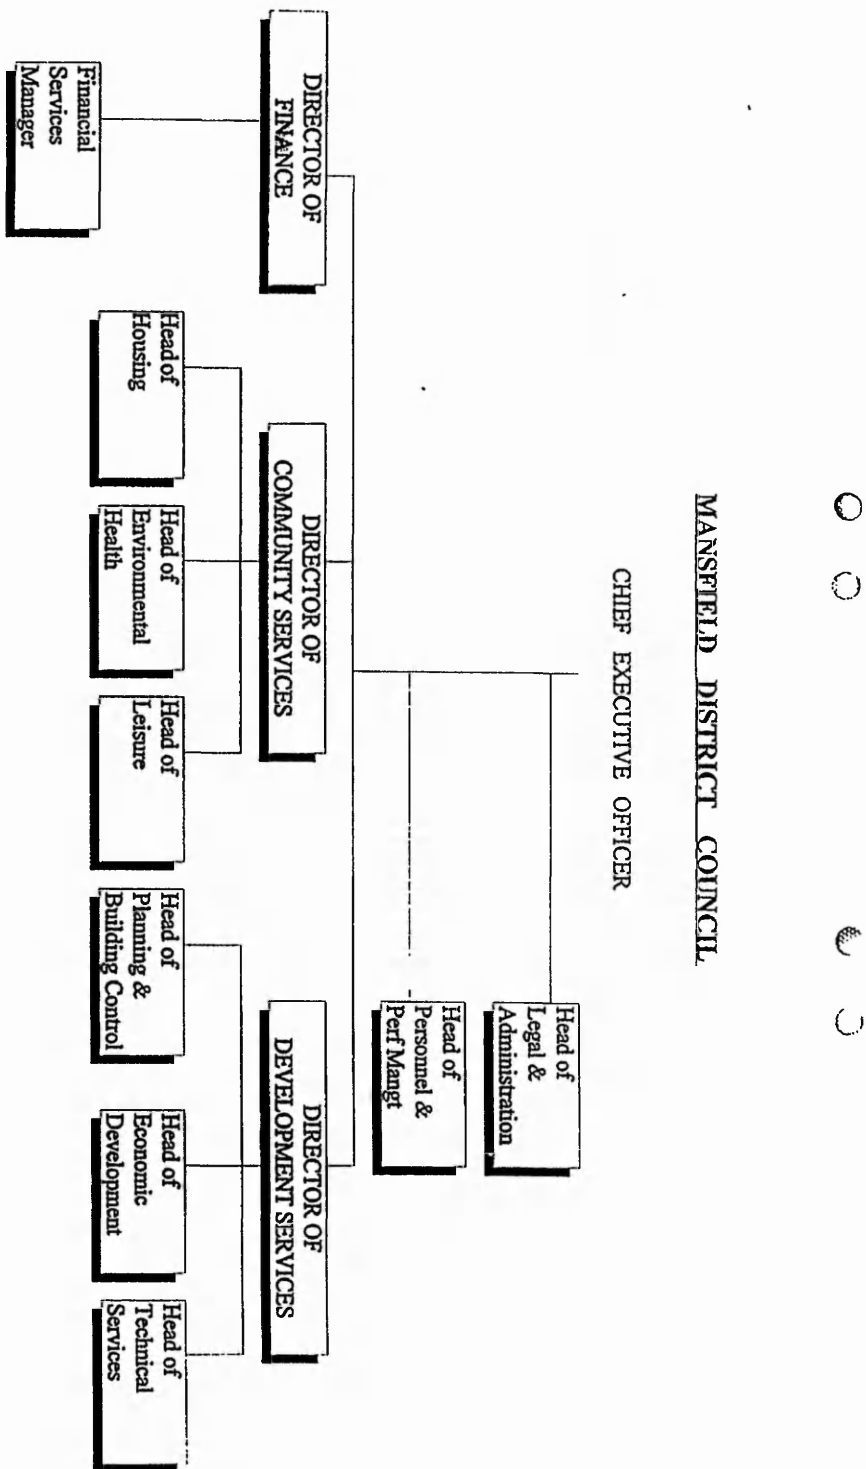 MANSFIELD DISTRICT COUNCIL
CHIEF EXECUTIVE OFFICER
Head of
Legal &
Administration
Head of
Personnel &
Perf Mangt
DIRECTOR OF
FINANCE
DIRECTOR OF
COMMUNITY SERVICES
DIRECTOR OF
DEVELOPMENT SERVICES
Financial
Services
Manager
Head of
Housing
Head of
Environmental
Health
Head of
Leisure
Head of
Planning &
Building Control
Head of
Economic
Development
Head of
Technical
Services